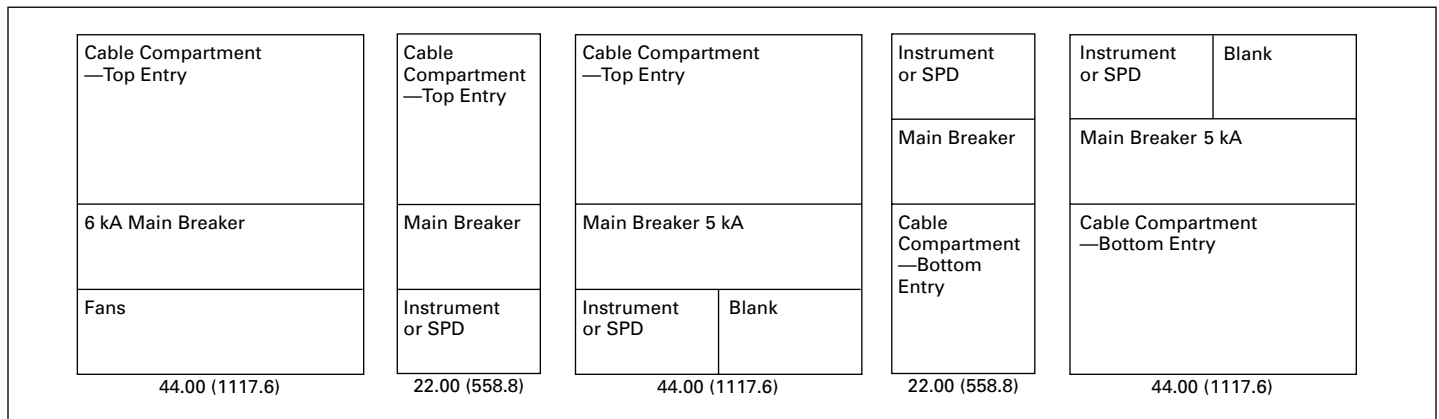 Cable Compartment
—Top Entry
6 kA Main Breaker
Fans
44.00 (1117.6)
Cable
Compartment
—Top Entry
Main Breaker
Instrument
or SPD
22.00 (558.8)
Cable Compartment
—Top Entry
Main Breaker 5 kA
Instrument
or SPD
Blank
44.00 (1117.6)
Instrument
or SPD
Main Breaker
Cable
Compartment
—Bottom
Entry
22.00 (558.8)
Instrument
or SPD
Blank
Main Breaker 5 kA
Cable Compartment
—Bottom Entry
44.00 (1117.6)